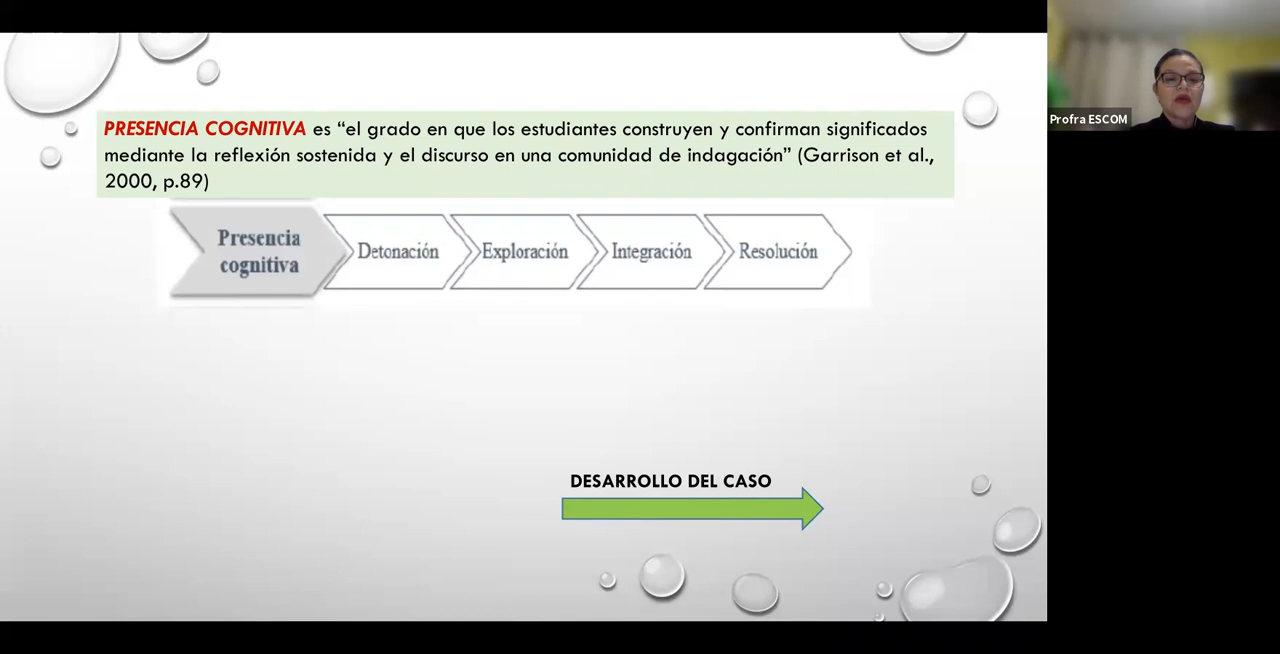 PRESENCIA COGNITIVA es “el grado en que los estudiantes construyen y confirman significados
mediante la reflexión sostenida y el discurso en una comunidad de indagación” (Garrison et al.,
2000, p.89)
Presencia
cognitiva
Detonación
Exploración
Integración
Resolución
DESARROLLO DEL CASO
Profra ESCOM